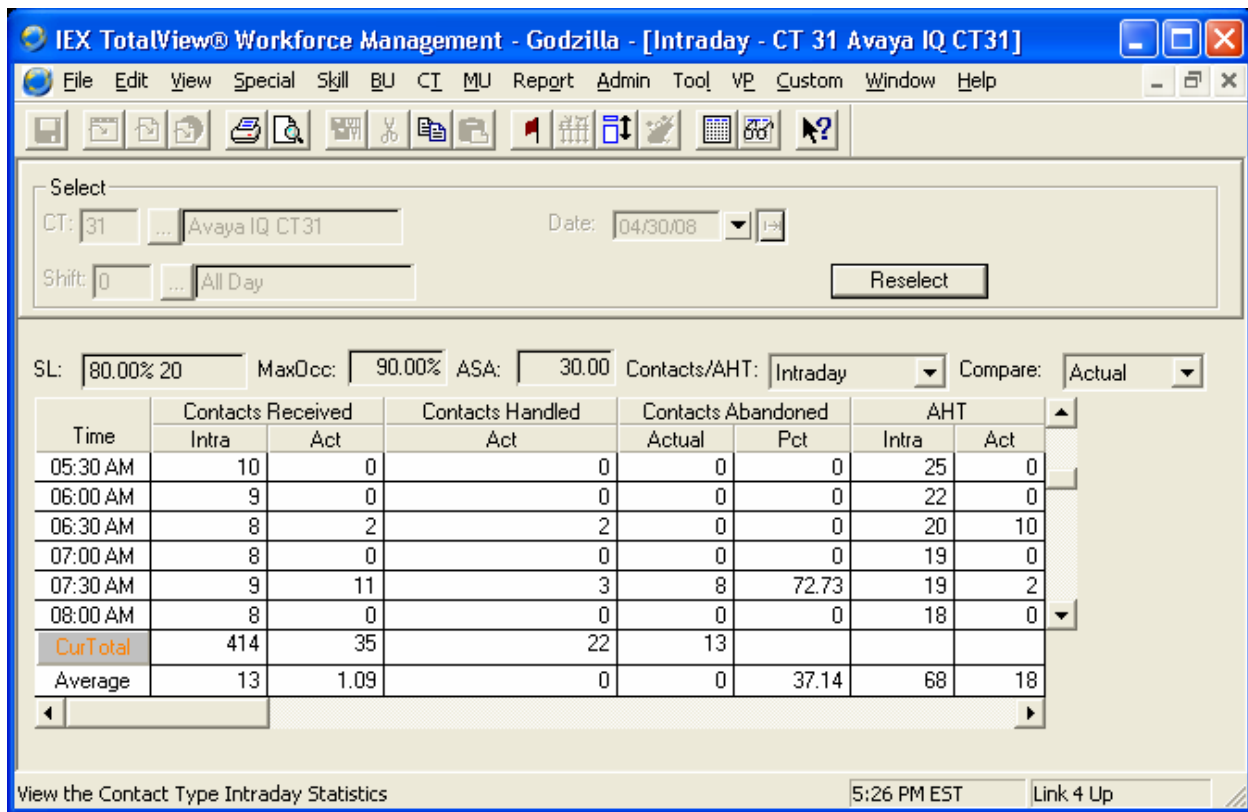 IEX TotalView® Workforce Management - Godzilla - [Intraday - CT 31 Avaya IQ CT31]
File Edit View Special Skill BU CT MU Report Admin Tool VP Custom Window Help
Select
CT: 31 ... Avaya IQ CT31 Date: 04/30/08
Shift: 0 ... All Day Reselect
SL: 80.00% 20 MaxOcc: 90.00% ASA: 30.00 Contacts/AHT: Intraday Compare: Actual
Contacts Received Contacts Handled Contacts Abandoned AHT
Time Intra Act Act Actual Pct Intra Act
05:30 AM 10 0 0 0 0 25 0
06:00 AM 9 0 0 0 0 22 0
06:30 AM 8 2 2 0 0 20 10
07:00 AM 8 0 0 0 0 19 0
07:30 AM 9 11 3 8 72.73 19 2
08:00 AM 8 0 0 0 0 18 0
CurTotal 414 35 22 13
Average 13 1.09 0 0 37.14 68 18
View the Contact Type Intraday Statistics 5:26 PM EST Link 4 Up